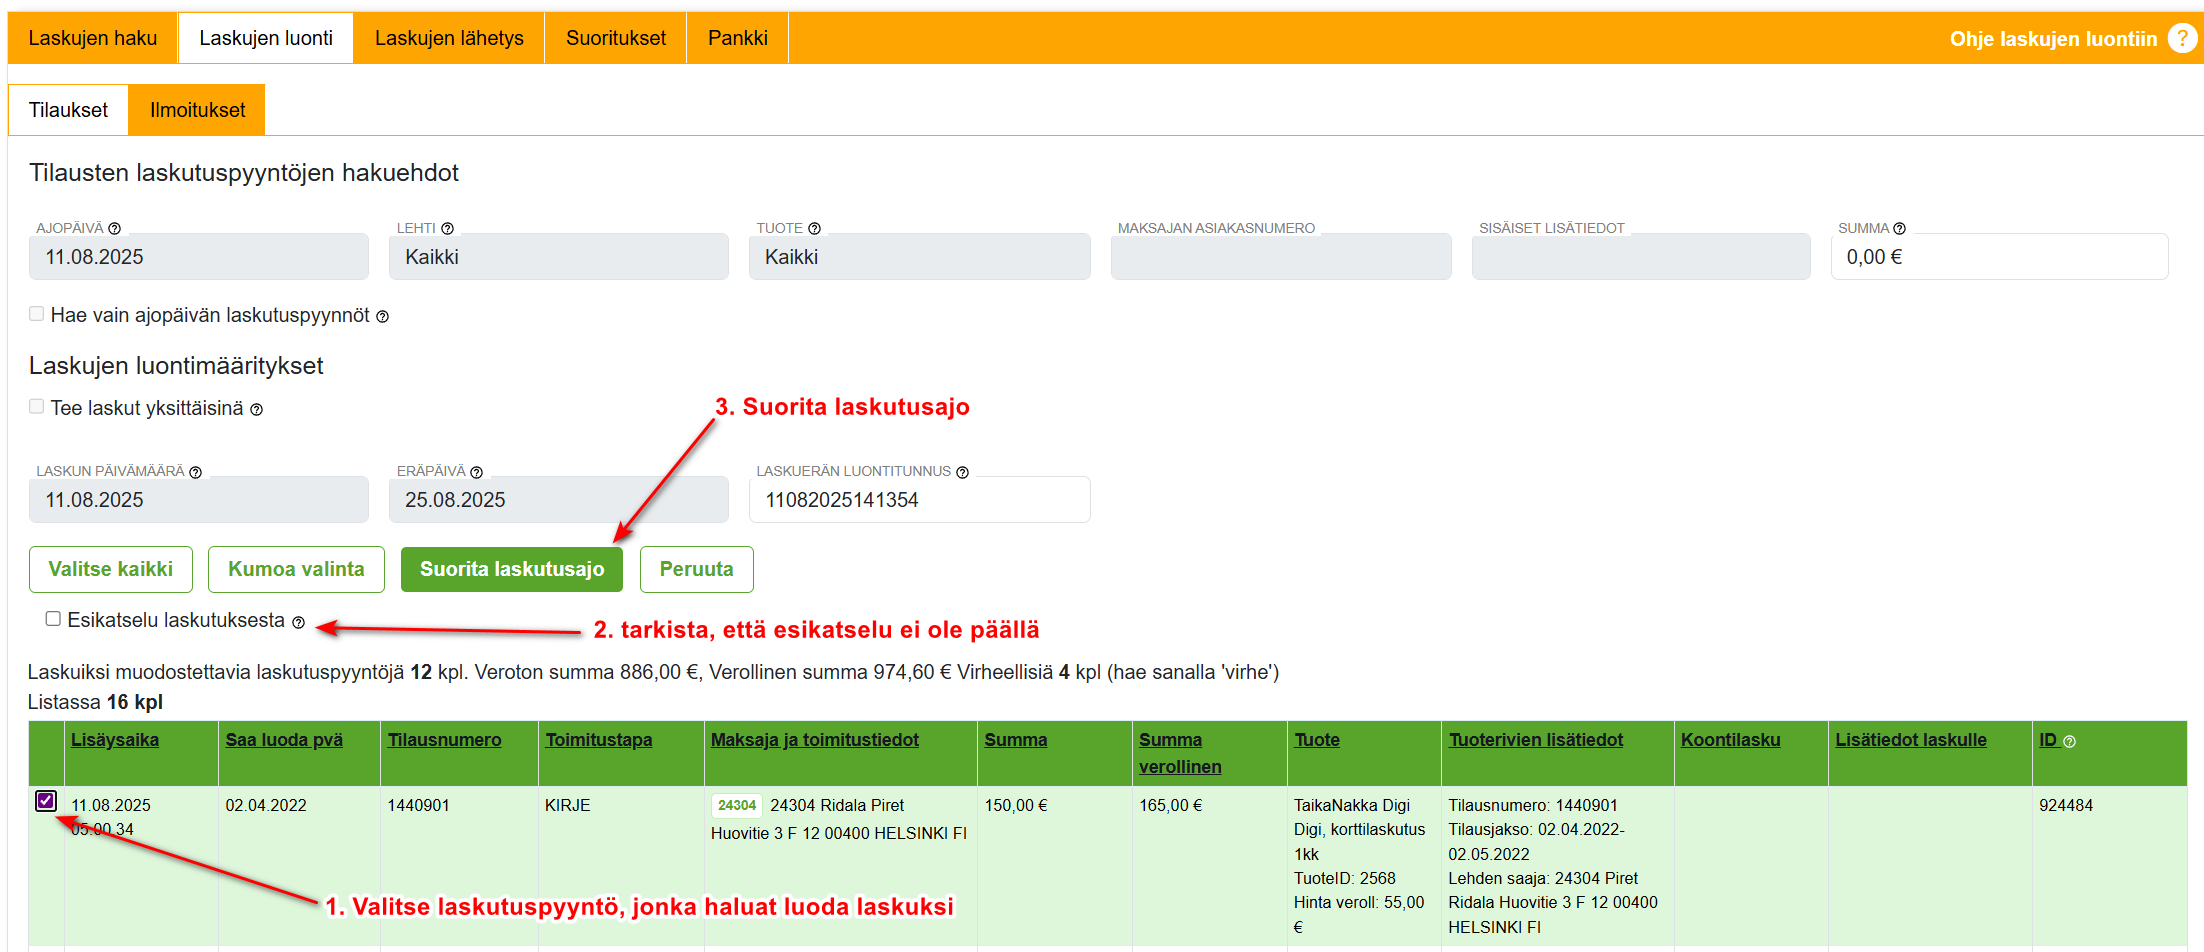 Laskujen haku Laskujen luonti Laskujen lähetys Suoritukset Pankki Ohje laskujen luontiin ?
Tilaukset Ilmoitukset
Tilausten laskutuspyyntöjen hakuehdot
AJOPÄIVÄ ? LEHTI ? TUOTE ? MAKSAJAN ASIAKASNUMERO SISÄISET LISÄTIEDOT SUMMA ?
11.08.2025 Kaikki Kaikki 0,00 €
Hae vain ajopäivän laskutuspyynnöt ?
Laskujen luontimääritykset
Tee laskut yksittäisinä ?
3. Suorita laskutusajo
LASKUN PÄIVÄMÄÄRÄ ? ERÄPÄIVÄ ? LASKUERÄN LUONTITUNNUS ?
11.08.2025 25.08.2025 11082025141354
Valitse kaikki Kumoa valinta Suorita laskutusajo Peruuta
Esikatselu laskutuksesta ?
2. tarkista, että esikatselu ei ole päällä
Laskuiksi muodostettavia laskutuspyyntöjä 12 kpl. Veroton summa 886,00 €, Verollinen summa 974,60 € Virheellisiä 4 kpl (hae sanalla 'virhe')
Listassa 16 kpl
Lisäysaika Saa luoda pvä Tilausnumero Toimitustapa Maksaja ja toimitustiedot Summa Summa verollinen Tuote Tuoterivien lisätiedot Koontilasku Lisätiedot laskulle ID ?
11.08.2025 02.04.2022 1440901 KIRJE 24304 24304 Ridala Piret 150,00 € 165,00 € TaikaNakka Digi Tilausnumero: 1440901 924484
05:00.34 Huovitie 3 F 12 00400 HELSINKI FI Digi, korttilaskutus Tilausjakso: 02.04.2022-
1kk 02.05.2022
TuoteID: 2568 Lehden saaja: 24304 Piret
Hinta veroll: 55,00 Ridala Huovitie 3 F 12 00400
€ HELSINKI FI
1. Valitse laskutuspyyntö, jonka haluat luoda laskuksi